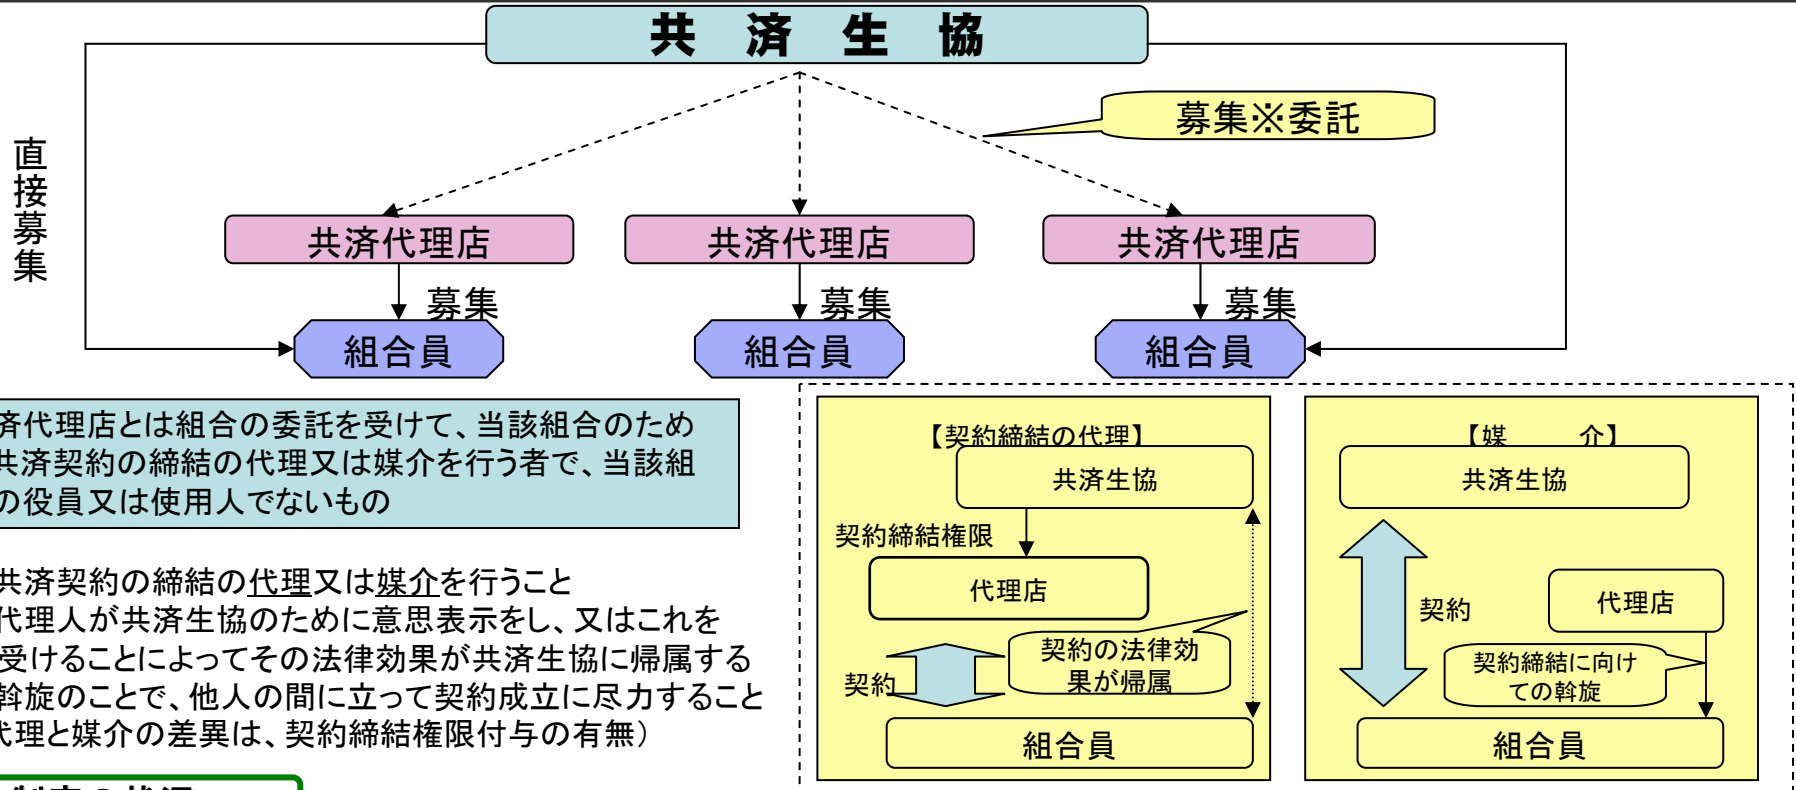 共 済 生 協
募集※委託
直接募集
共済代理店
共済代理店
共済代理店
募集
募集
募集
組合員
組合員
組合員
済代理店とは組合の委託を受けて、当該組合のため
共済契約の締結の代理又は媒介を行う者で、当該組
の役員又は使用人でないもの
共済契約の締結の代理又は媒介を行うこと
代理人が共済生協のために意思表示をし、又はこれを
受けることによってその法律効果が共済生協に帰属する
斡旋のことで、他人の間に立って契約成立に尽力すること
代理と媒介の差異は、契約締結権限付与の有無）
【契約締結の代理】
共済生協
契約締結権限
代理店
契約の法律効
果が帰属
契約
組合員
【媒 介】
共済生協
契約
代理店
契約締結に向け
ての斡旋
組合員